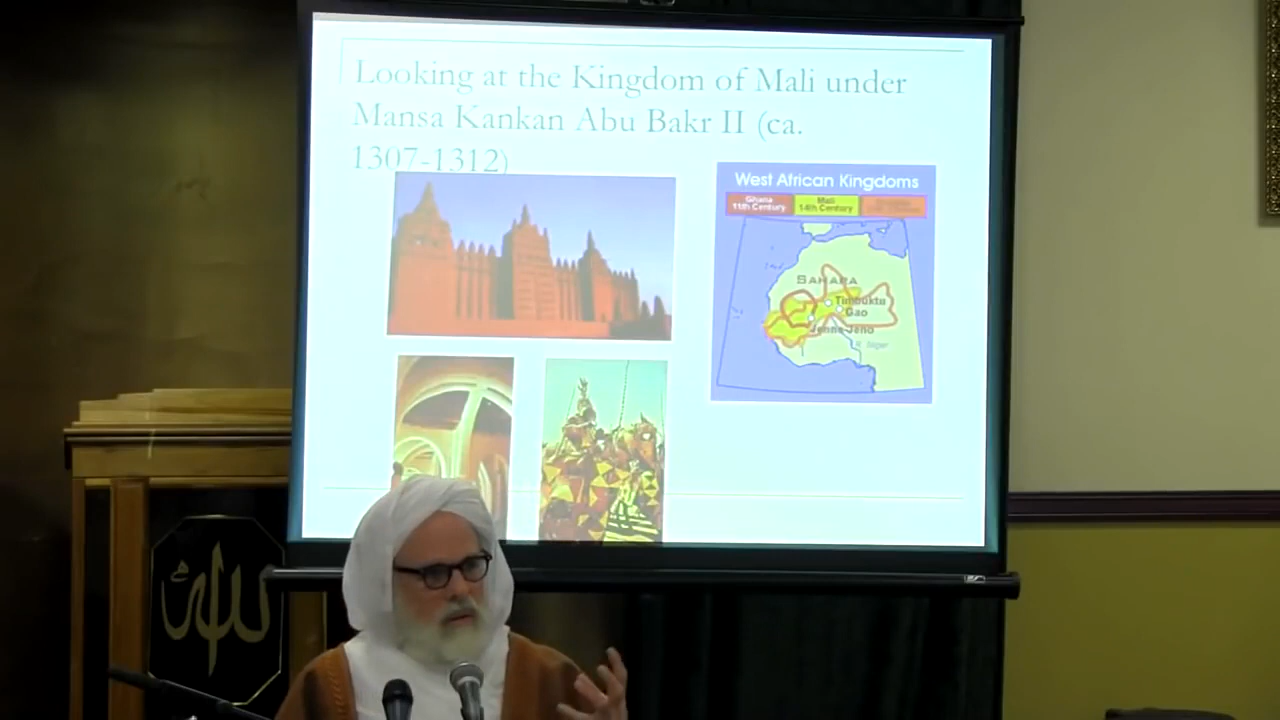 Looking at the Kingdom of Mali under
Mansa Kankan Abu Bakr II (ca.
1307-1312)
West African Kingdoms
Ghana
11th Century
Mali
14th Century
SAHARA
Timbuktu
Gao
Jenne-Jeno
R. Niger
الله